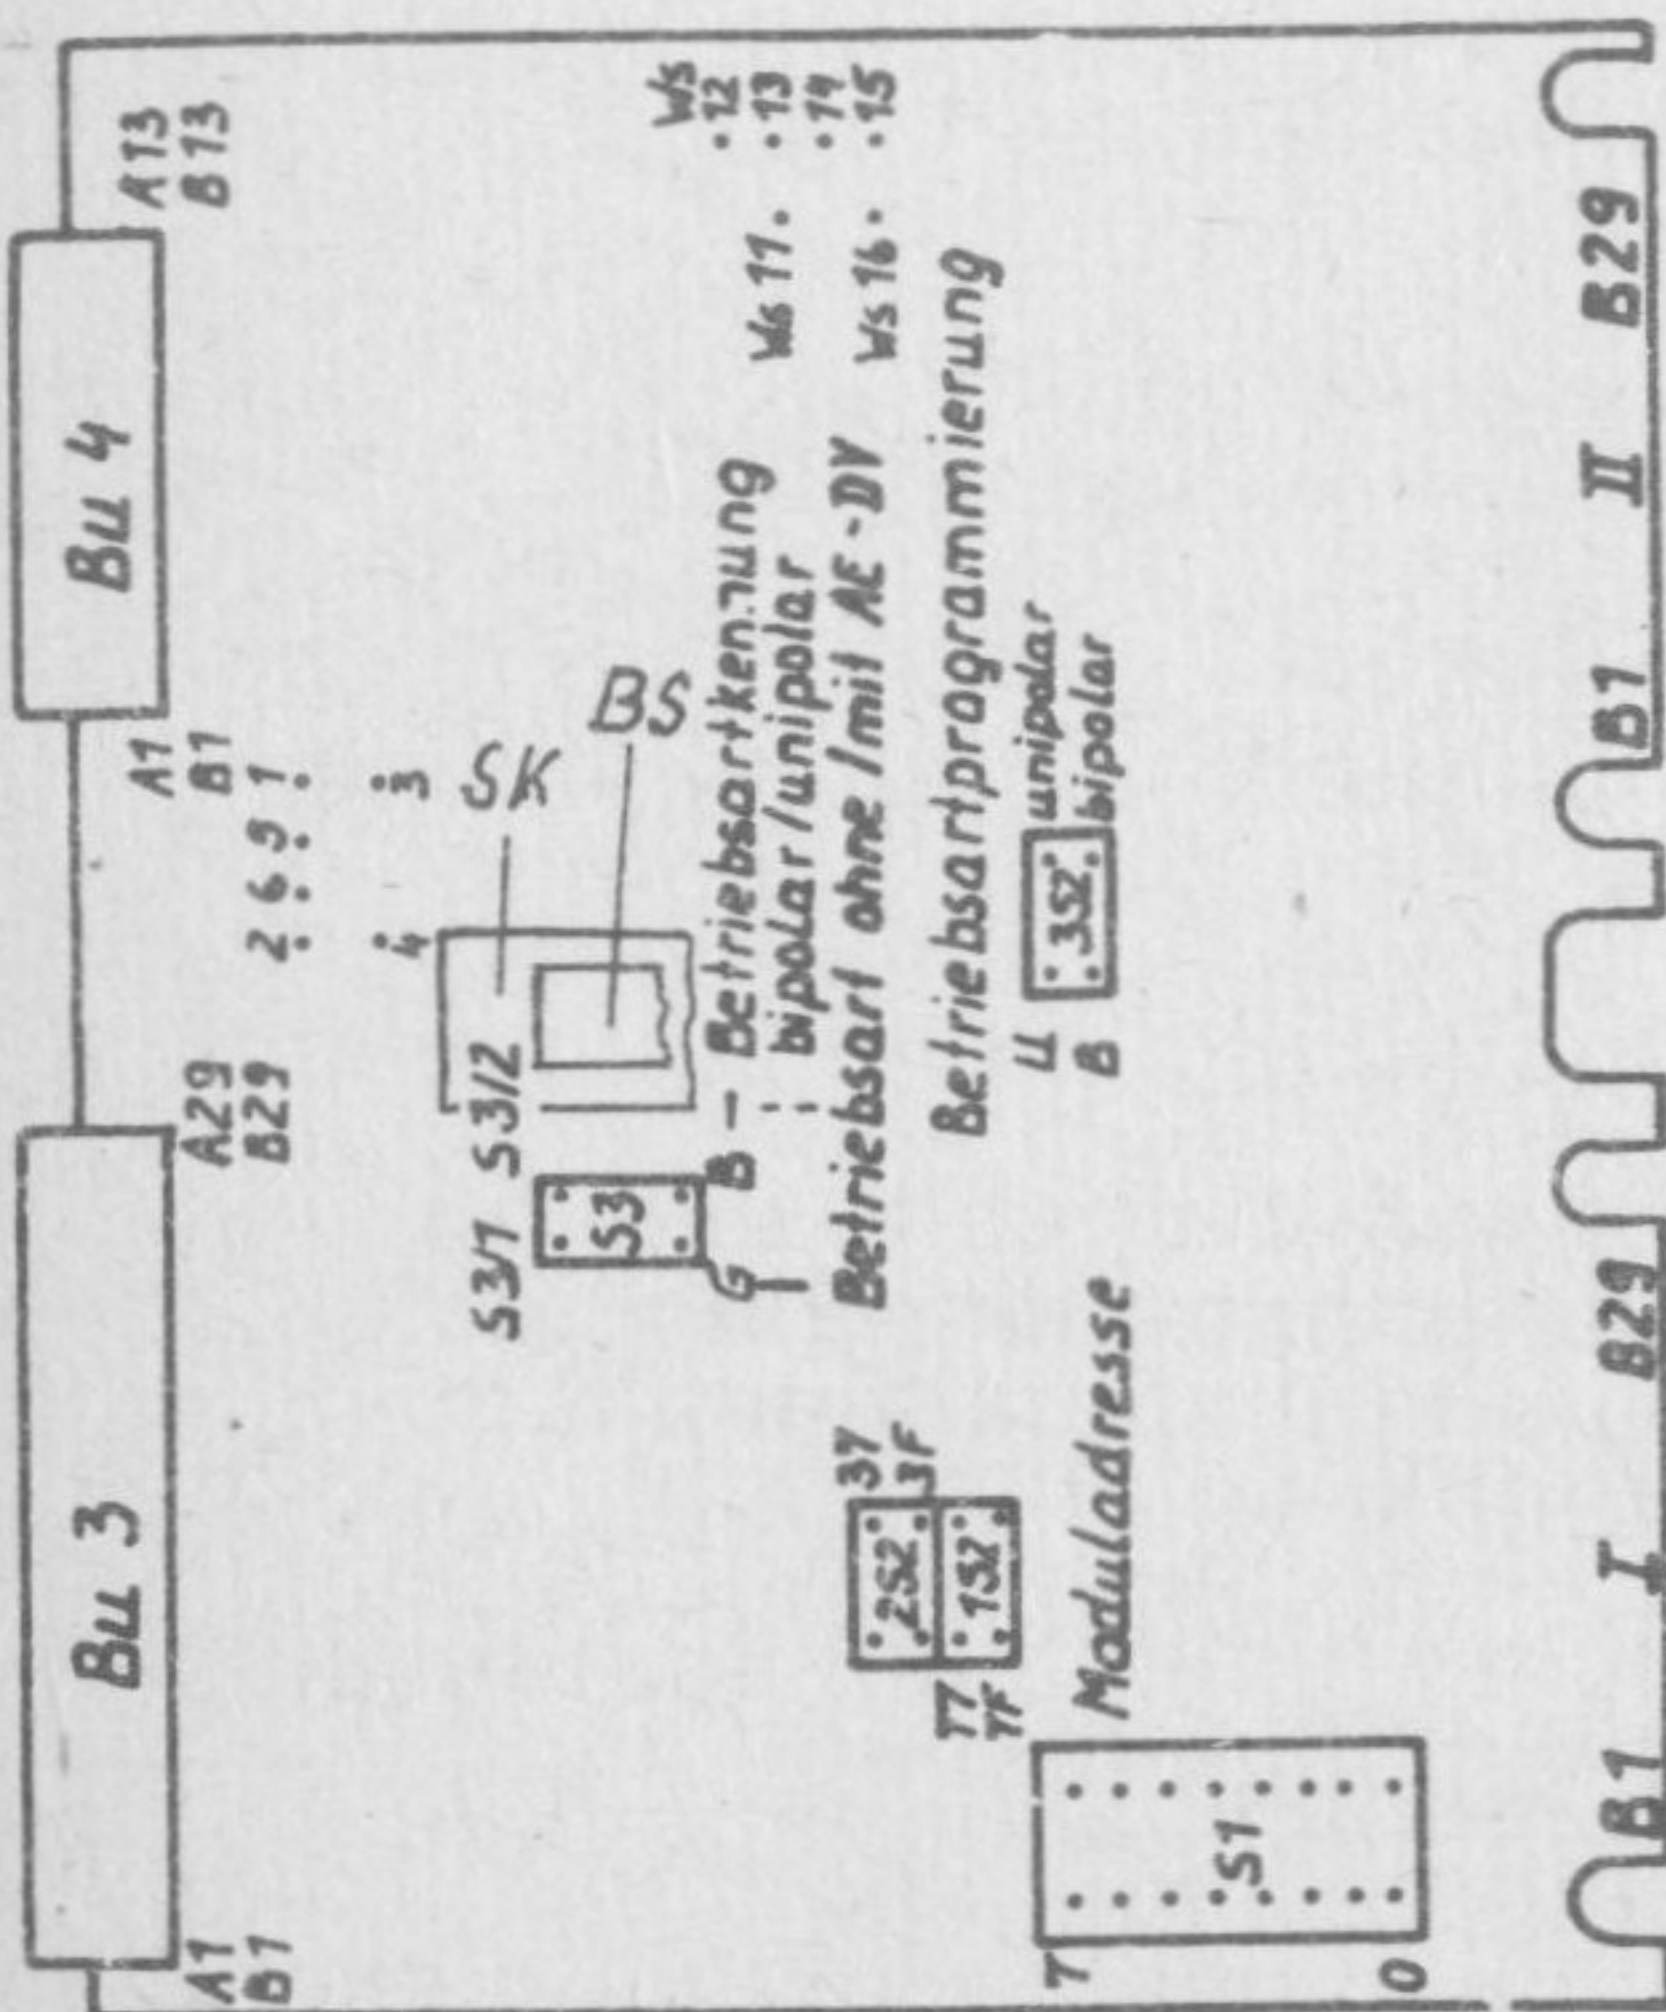 Bu 3
Bu 4
A1
B1
A29
B29
A1
B1
A13
B13
2 6 9 1
4
3
SK
BS
S3/1 S3/2
S3
G
B - Betriebsartkennung
bipolar/unipolar
Betriebsart ohne/mit AE-DV
Ws
12
13
14
15
Ws 11
Ws 16
Betriebsartprogrammierung
U
B
3S2
unipolar
bipolar
2S2
1S2
37
3F
Moduladresse
S1
7
0
B1 I B29
B1 II B29